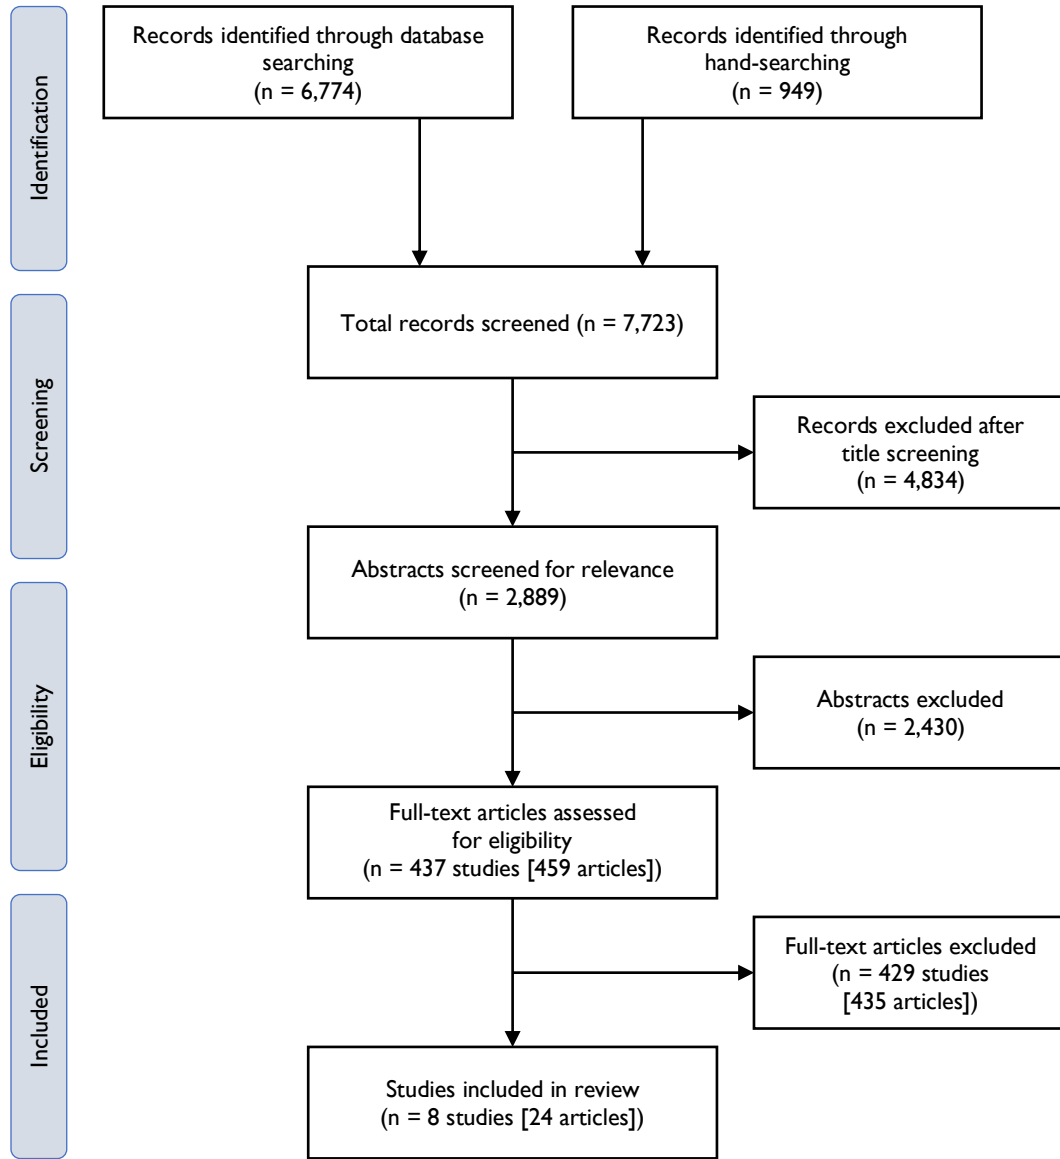 Identification
Records identified through database
searching
(n = 6,774)
Records identified through
hand-searching
(n = 949)
Screening
Total records screened (n = 7,723)
Records excluded after
title screening
(n = 4,834)
Abstracts screened for relevance
(n = 2,889)
Eligibility
Abstracts excluded
(n = 2,430)
Full-text articles assessed
for eligibility
(n = 437 studies [459 articles])
Included
Full-text articles excluded
(n = 429 studies
[435 articles])
Studies included in review
(n = 8 studies [24 articles])